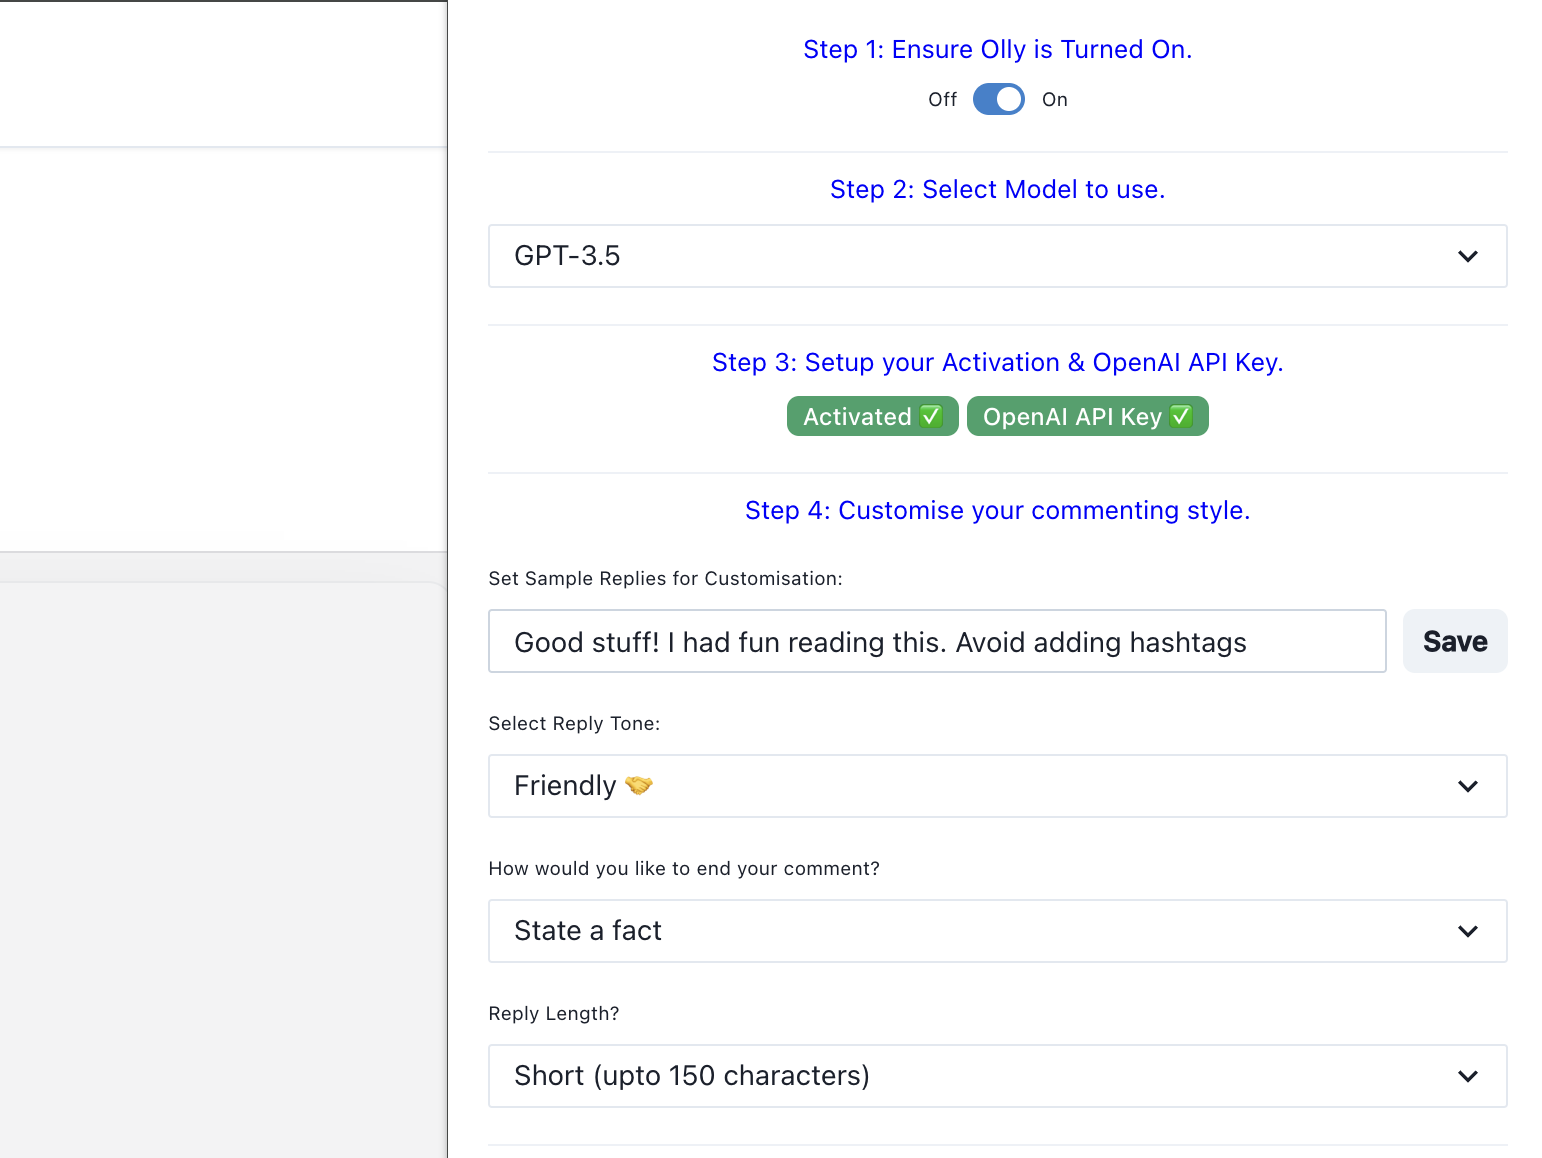 Step 1: Ensure Olly is Turned On.
Off On
Step 2: Select Model to use.
GPT-3.5
Step 3: Setup your Activation & OpenAI API Key.
Activated ✅ OpenAI API Key ✅
Step 4: Customise your commenting style.
Set Sample Replies for Customisation:
Good stuff! I had fun reading this. Avoid adding hashtags Save
Select Reply Tone:
Friendly 🤝
How would you like to end your comment?
State a fact
Reply Length?
Short (upto 150 characters)